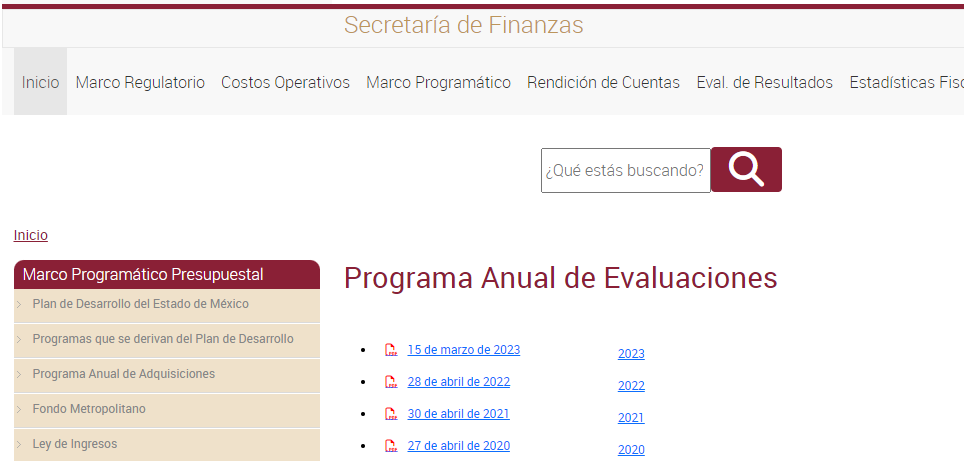 Secretaría de Finanzas
Inicio Marco Regulatorio Costos Operativos Marco Programático Rendición de Cuentas Eval. de Resultados Estadísticas Fisc
¿Qué estás buscando?
Inicio
Marco Programático Presupuestal
Plan de Desarrollo del Estado de México
Programas que se derivan del Plan de Desarrollo
Programa Anual de Adquisiciones
Fondo Metropolitano
Ley de Ingresos
Programa Anual de Evaluaciones
15 de marzo de 2023 2023
28 de abril de 2022 2022
30 de abril de 2021 2021
27 de abril de 2020 2020